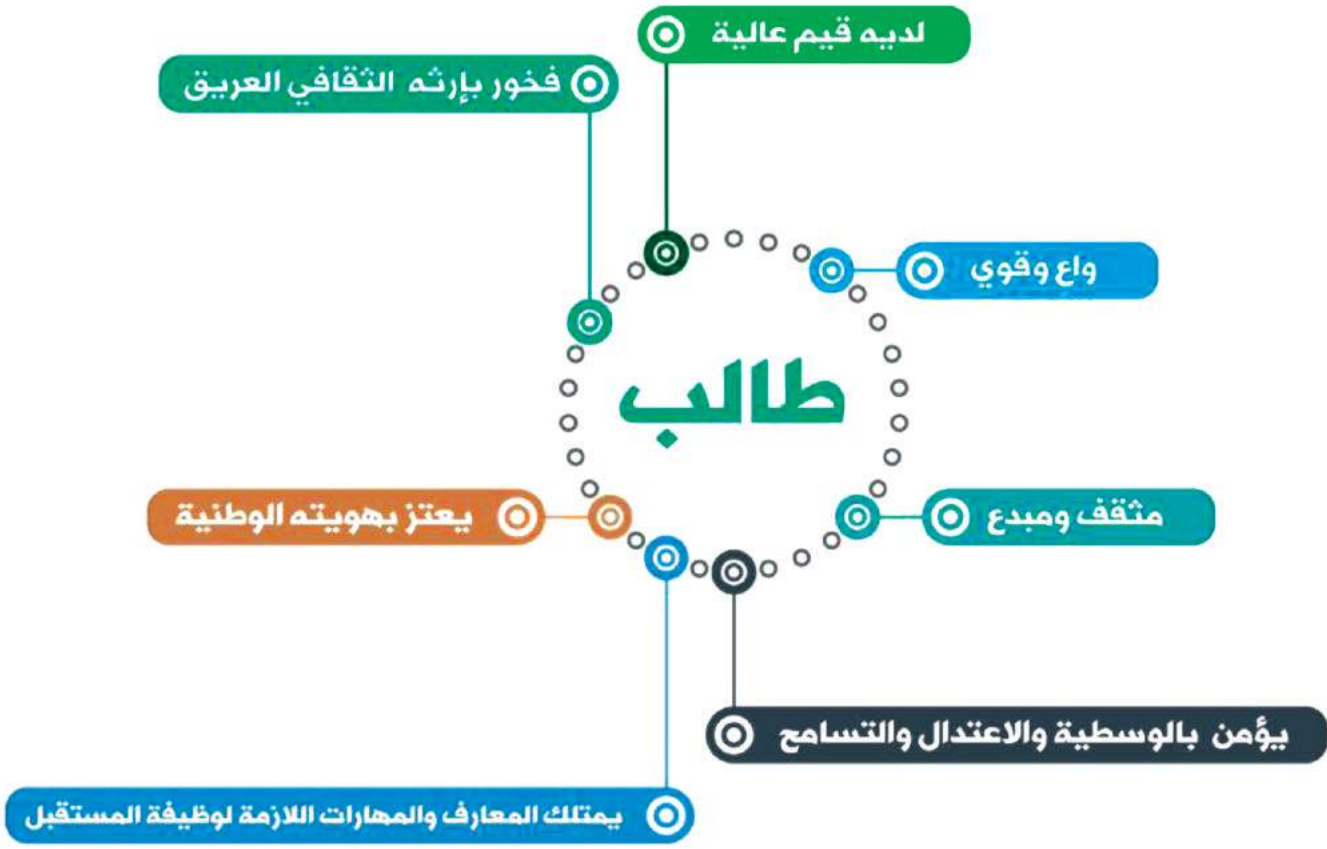 لديه قيم عالية
فخور بإرثه الثقافي العريق
واع وقوي
طالب
يعتز بهويته الوطنية
مثقف ومبدع
يؤمن بالوسطية والاعتدال والتسامح
يمتلك المعارف والمهارات اللازمة لوظيفة المستقبل